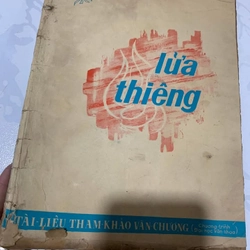 lửa
thiêng
TÀI-LIỆU THAM-KHẢO VĂN-CHƯƠNG